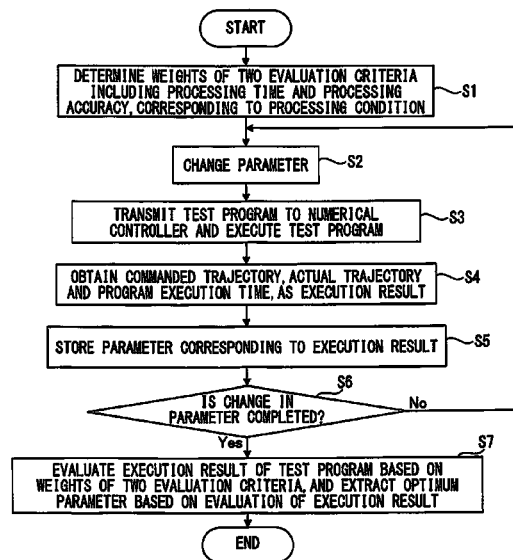 START
DETERMINE WEIGHTS OF TWO EVALUATION CRITERIA
INCLUDING PROCESSING TIME AND PROCESSING
ACCURACY, CORRESPONDING TO PROCESSING CONDITION
S1
CHANGE PARAMETER
S2
TRANSMIT TEST PROGRAM TO NUMERICAL
CONTROLLER AND EXECUTE TEST PROGRAM
S3
OBTAIN COMMANDED TRAJECTORY, ACTUAL TRAJECTORY
AND PROGRAM EXECUTION TIME, AS EXECUTION RESULT
S4
STORE PARAMETER CORRESPONDING TO EXECUTION RESULT
S5
S6
IS CHANGE IN
PARAMETER COMPLETED?
No
Yes
S7
EVALUATE EXECUTION RESULT OF TEST PROGRAM BASED ON
WEIGHTS OF TWO EVALUATION CRITERIA, AND EXTRACT OPTIMUM
PARAMETER BASED ON EVALUATION OF EXECUTION RESULT
END